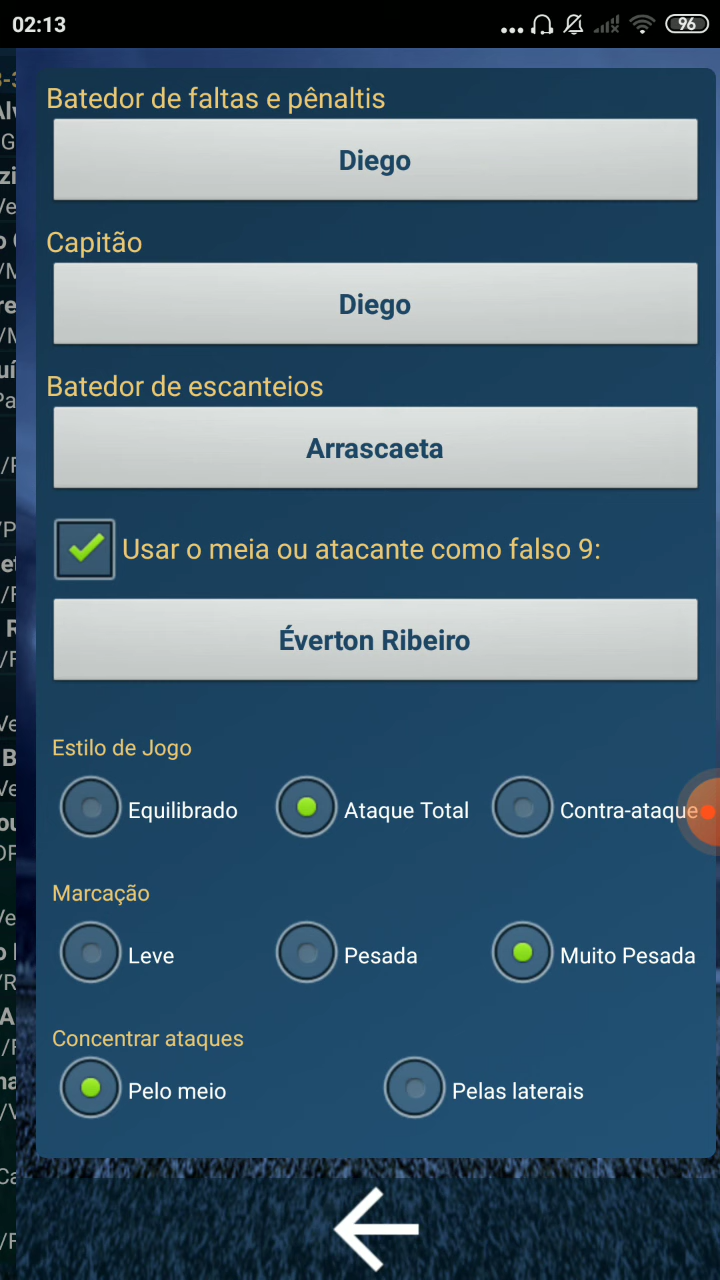 02:13
96
Batedor de faltas e pênaltis
Diego
Capitão
Diego
Batedor de escanteios
Arrascaeta
Usar o meia ou atacante como falso 9:
Éverton Ribeiro
Estilo de Jogo
Equilibrado Ataque Total Contra-ataque
Marcação
Leve Pesada Muito Pesada
Concentrar ataques
Pelo meio Pelas laterais